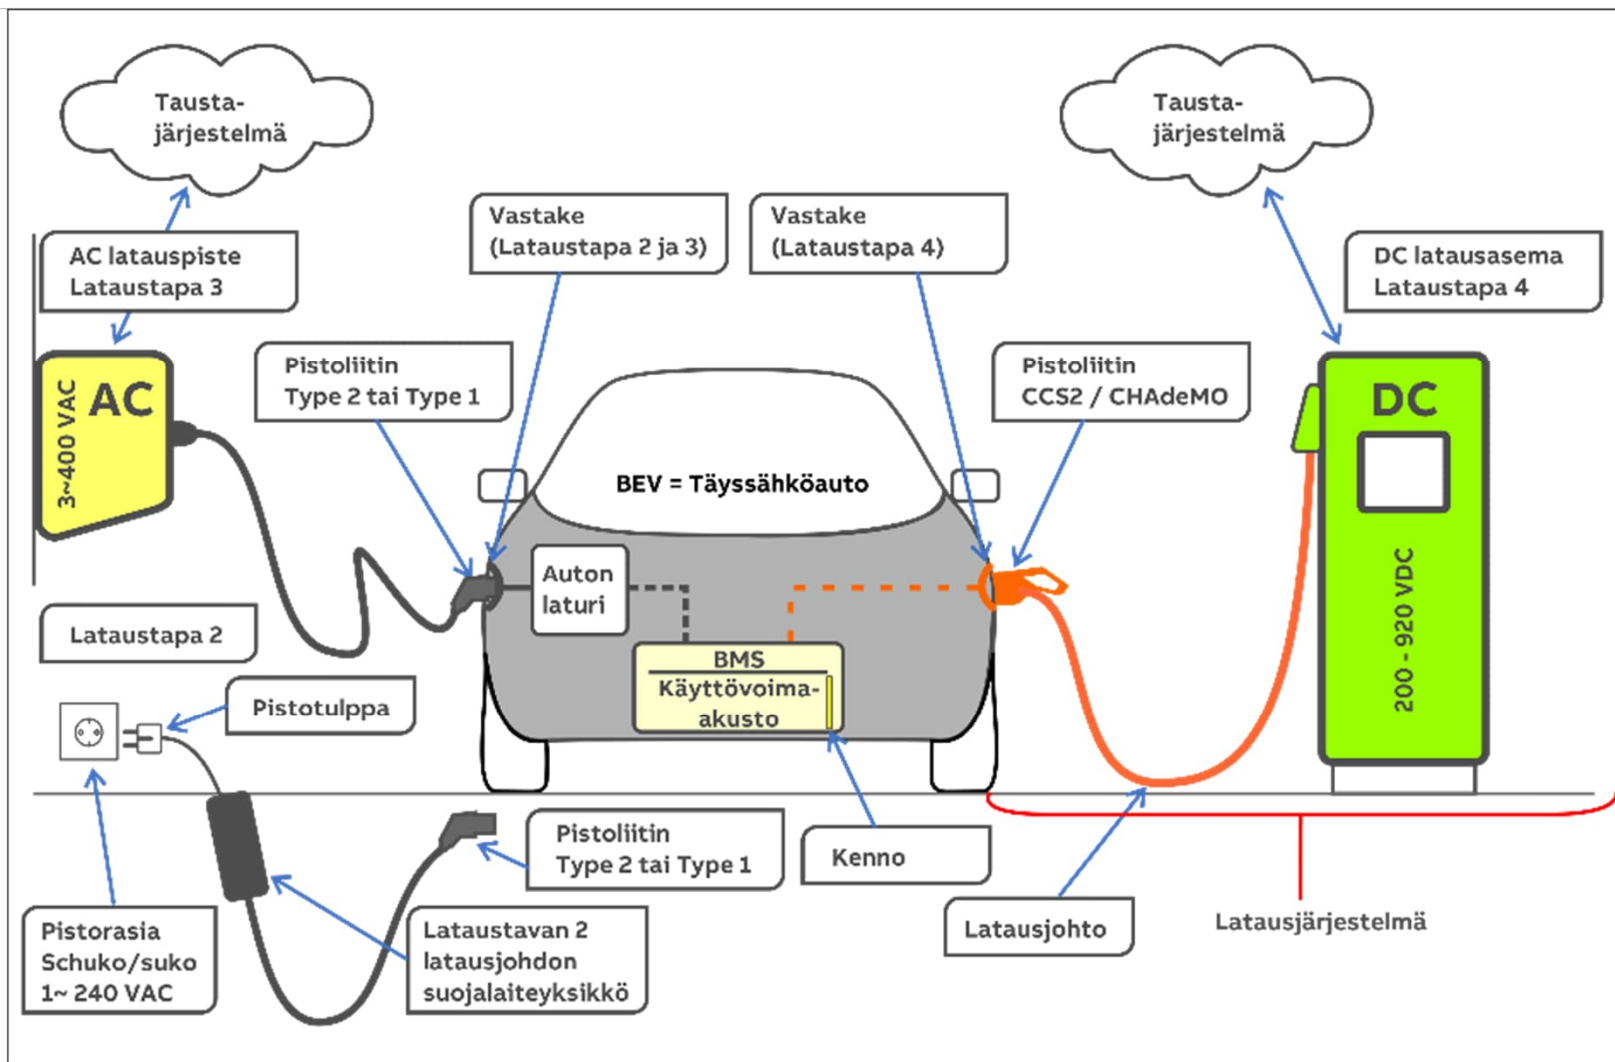 Tausta-
järjestelmä
Tausta-
järjestelmä
Vastake
(Lataustapa 2 ja 3)
Vastake
(Lataustapa 4)
AC latauspiste
Lataustapa 3
DC latausasema
Lataustapa 4
Pistoliitin
Type 2 tai Type 1
Pistoliitin
CCS2 / CHAdeMO
AC
3~400 VAC
DC
200 - 920 VDC
BEV = Täyssähköauto
Auton
laturi
BMS
Käyttövoima-
akusto
Lataustapa 2
Pistotulppa
Pistoliitin
Type 2 tai Type 1
Kenno
Latausjohto
Latausjärjestelmä
Pistorasia
Schuko/suko
1~ 240 VAC
Lataustavan 2
latausjohdon
suojalaiteyksikkö